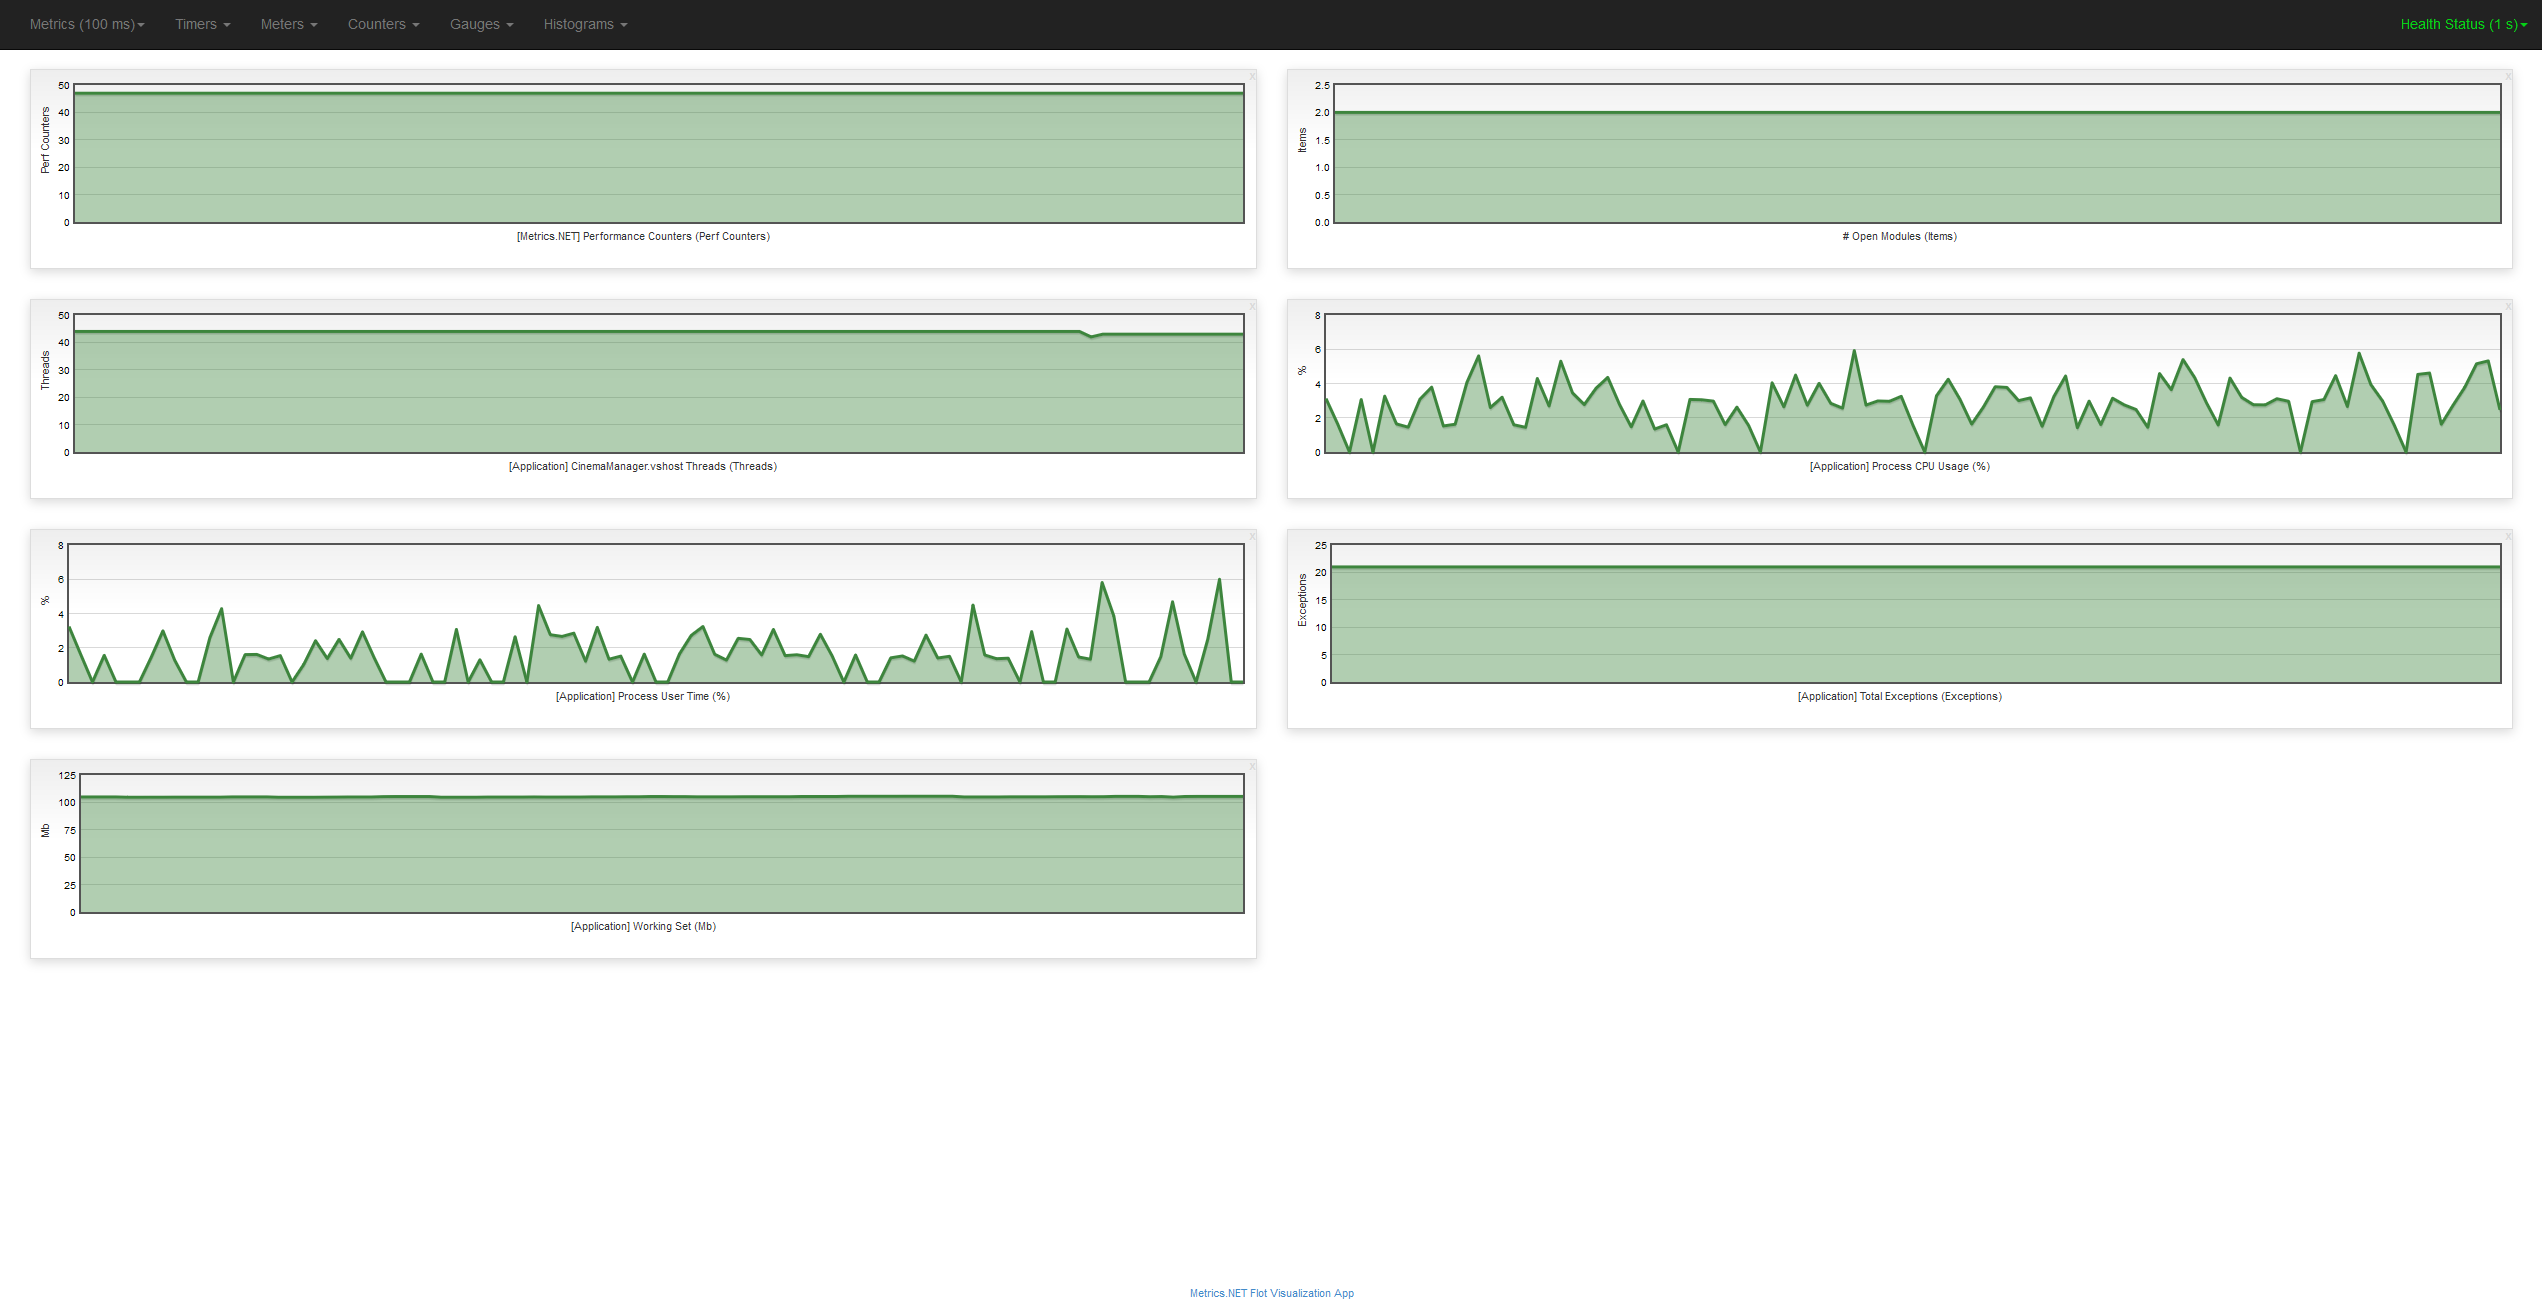 Metrics (100 ms) Timers Meters Counters Gauges Histograms Health Status (1 s)
x
50
40
30
20
10
0
Perf Counters
[Metrics.NET] Performance Counters (Perf Counters)
x
2.5
2.0
1.5
1.0
0.5
0.0
Items
# Open Modules (Items)
x
50
40
30
20
10
0
Threads
[Application] CinemaManager.vshost Threads (Threads)
x
8
6
4
2
0
%
[Application] Process CPU Usage (%)
x
8
6
4
2
0
%
[Application] Process User Time (%)
x
25
20
15
10
5
0
Exceptions
[Application] Total Exceptions (Exceptions)
x
125
100
75
50
25
0
Mb
[Application] Working Set (Mb)
Metrics.NET Flot Visualization App